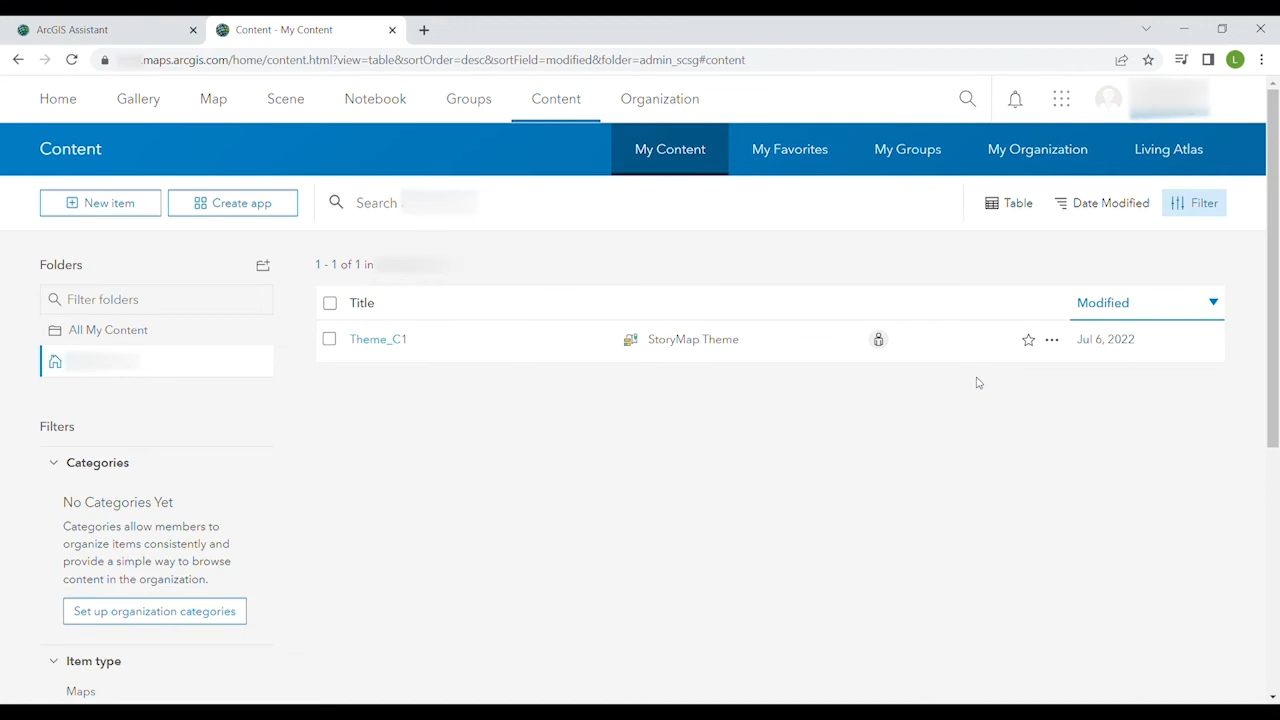 ArcGIS Assistant
Content - My Content
.maps.arcgis.com/home/content.html?view=table&sortOrder=desc&sortField=modified&folder=admin_scsg#content
L
Home Gallery Map Scene Notebook Groups Content Organization
Content My Content My Favorites My Groups My Organization Living Atlas
New item Create app Search Table Date Modified Filter
Folders 1 - 1 of 1 in
Filter folders Title Modified
All My Content Theme_C1 StoryMap Theme Jul 6, 2022
Filters
Categories
No Categories Yet
Categories allow members to
organize items consistently and
provide a simple way to browse
content in the organization.
Set up organization categories
Item type
Maps